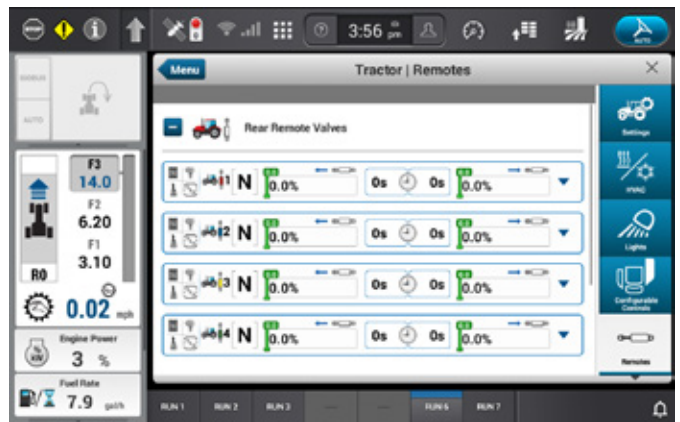 STOP
3:56 pm
AUTO
ISOBUS
AUTO
Menu
Tractor | Remotes
Settings
Rear Remote Valves
F3
14.0
F2
6.20
F1
3.10
R0
0.02 mph
1 N 0.0% 0s 0s 0.0%
2 N 0.0% 0s 0s 0.0%
3 N 0.0% 0s 0s 0.0%
4 N 0.0% 0s 0s 0.0%
HVAC
Lights
Configurable
Controls
Remotes
Engine Power
kW
3 %
Fuel Rate
7.9 gal/h
RUN 1 RUN 2 RUN 3 --- --- RUN 6 RUN 7